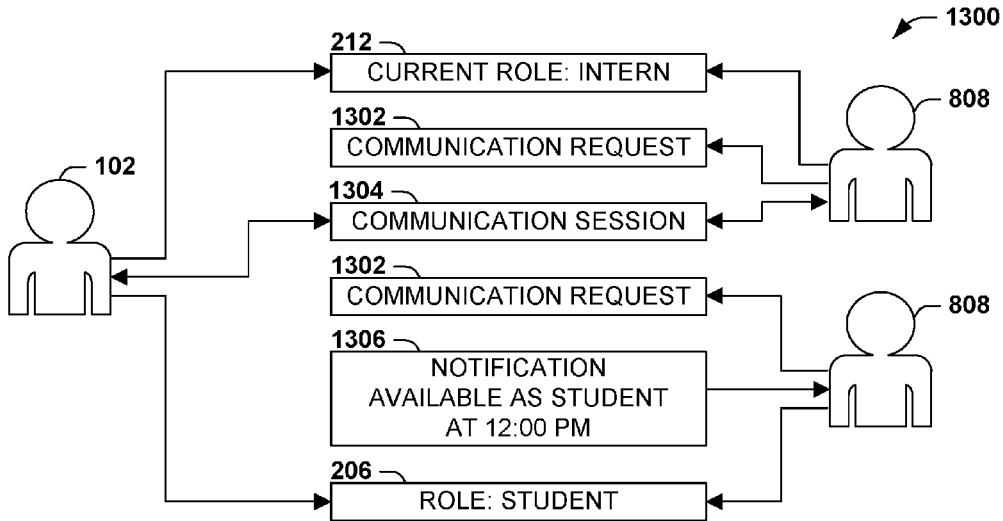 1300
212
CURRENT ROLE: INTERN
808
1302
COMMUNICATION REQUEST
102
1304
COMMUNICATION SESSION
1302
COMMUNICATION REQUEST
808
1306
NOTIFICATION
AVAILABLE AS STUDENT
AT 12:00 PM
206
ROLE: STUDENT